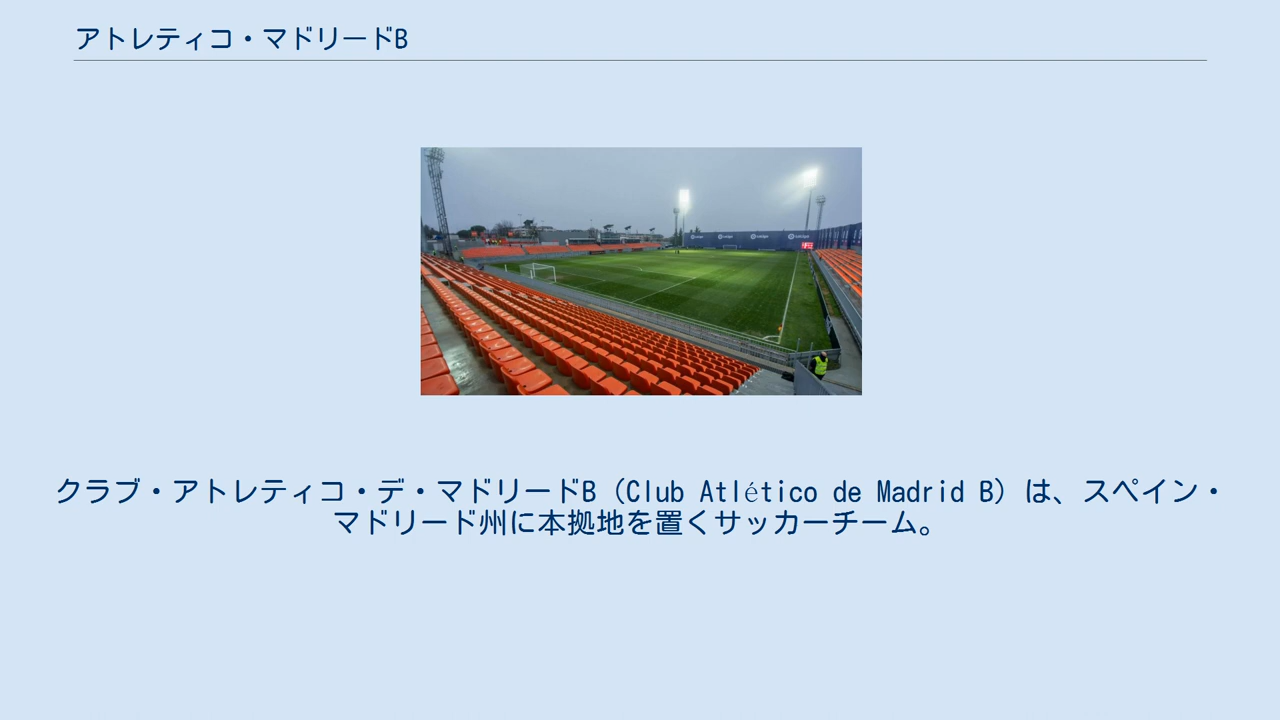 アトレティコ・マドリードB
クラブ・アトレティコ・デ・マドリードB（Club Atlético de Madrid B）は、スペイン・
マドリード州に本拠地を置くサッカーチーム。